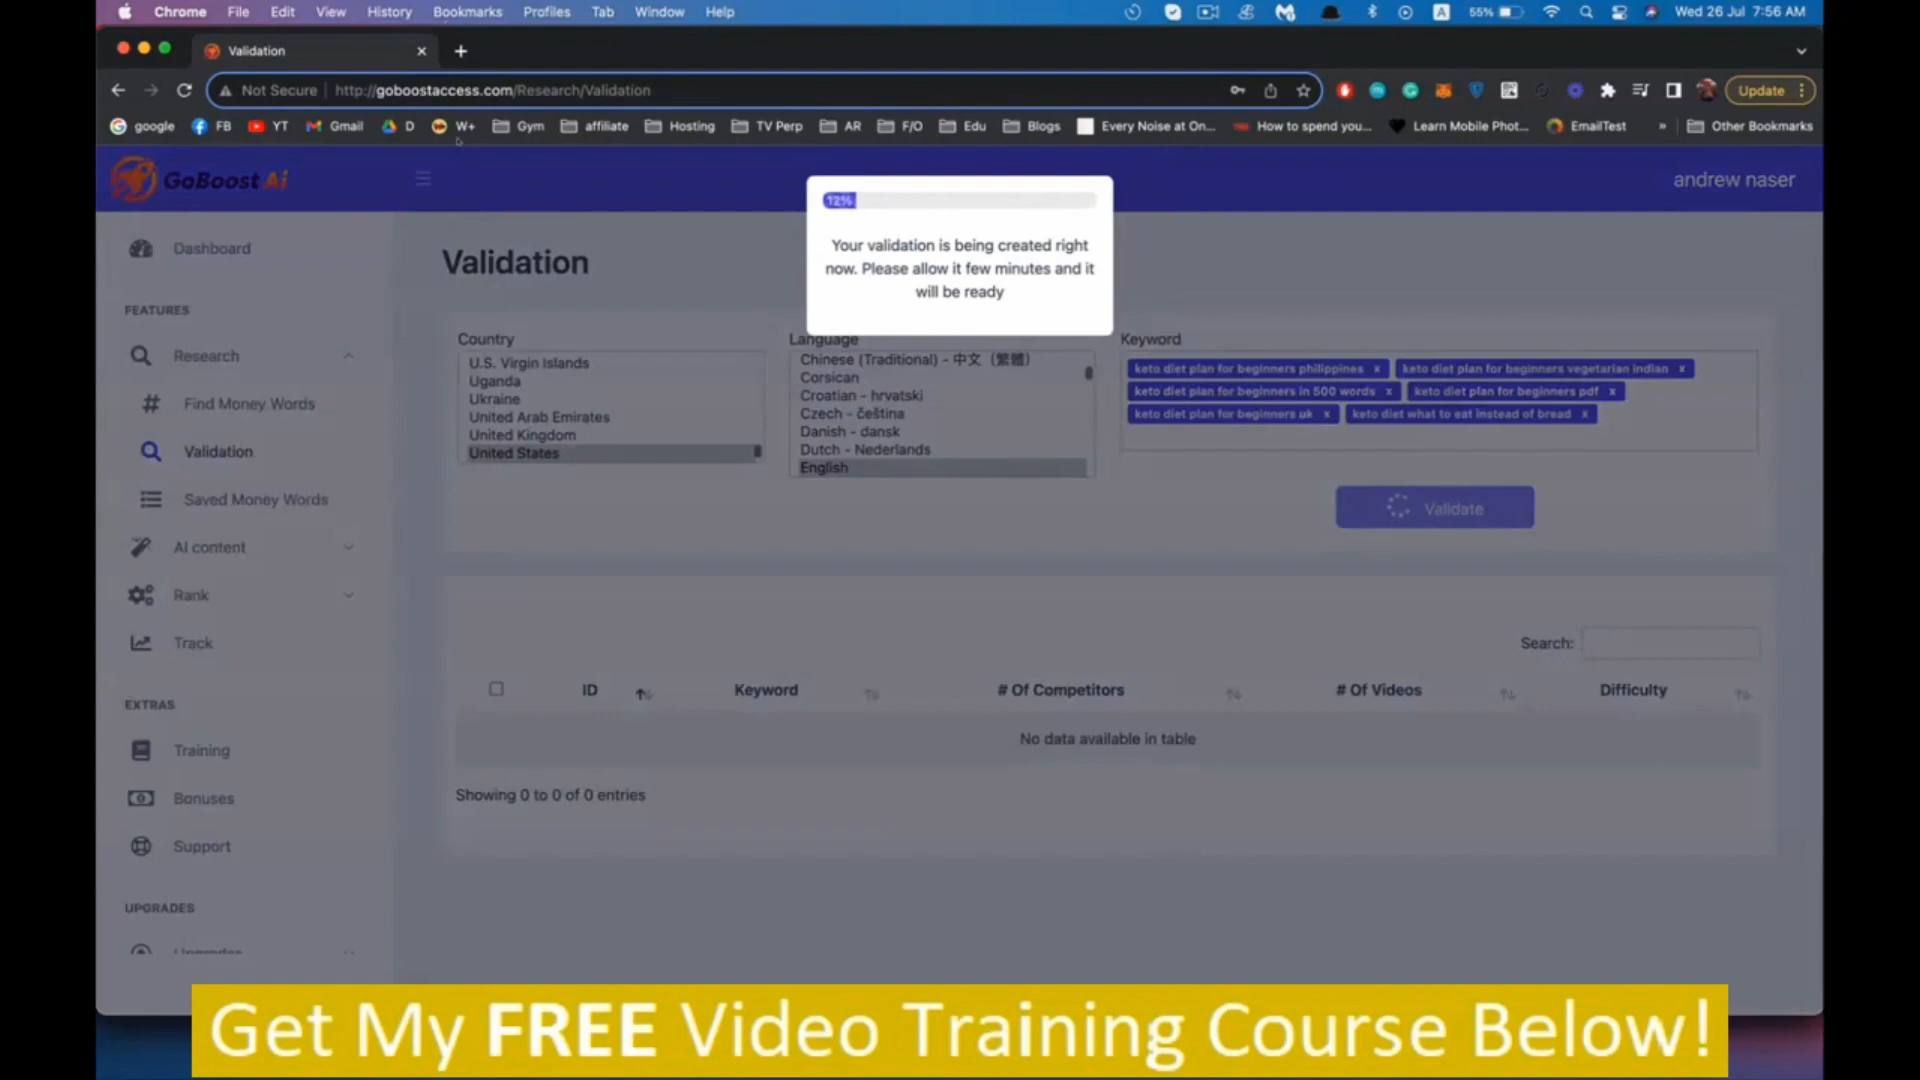 Chrome File Edit View History Bookmarks Profiles Tab Window Help 55% Wed 26 Jul 7:56 AM
Validation
Not Secure | http://goboostaccess.com/Research/Validation Update
google FB YT Gmail D W+ Gym affiliate Hosting TV Perp AR F/O Edu Blogs Every Noise at On... How to spend you... Learn Mobile Phot... EmailTest » Other Bookmarks
GoBoost Ai
andrew naser
12%
Your validation is being created right
now. Please allow it few minutes and it
will be ready
Dashboard
FEATURES
Research
Find Money Words
Validation
Saved Money Words
AI content
Rank
Track
EXTRAS
Training
Bonuses
Support
UPGRADES
Upgrades
Validation
Country
U.S. Virgin Islands
Uganda
Ukraine
United Arab Emirates
United Kingdom
United States
Language
Chinese (Traditional) - 中文（繁體）
Corsican
Croatian - hrvatski
Czech - čeština
Danish - dansk
Dutch - Nederlands
English
Keyword
keto diet plan for beginners philippines x keto diet plan for beginners vegetarian indian x
keto diet plan for beginners in 500 words x keto diet plan for beginners pdf x
keto diet plan for beginners uk x keto diet what to eat instead of bread x
Validate
Search:
ID Keyword # Of Competitors # Of Videos Difficulty
No data available in table
Showing 0 to 0 of 0 entries
Get My FREE Video Training Course Below!